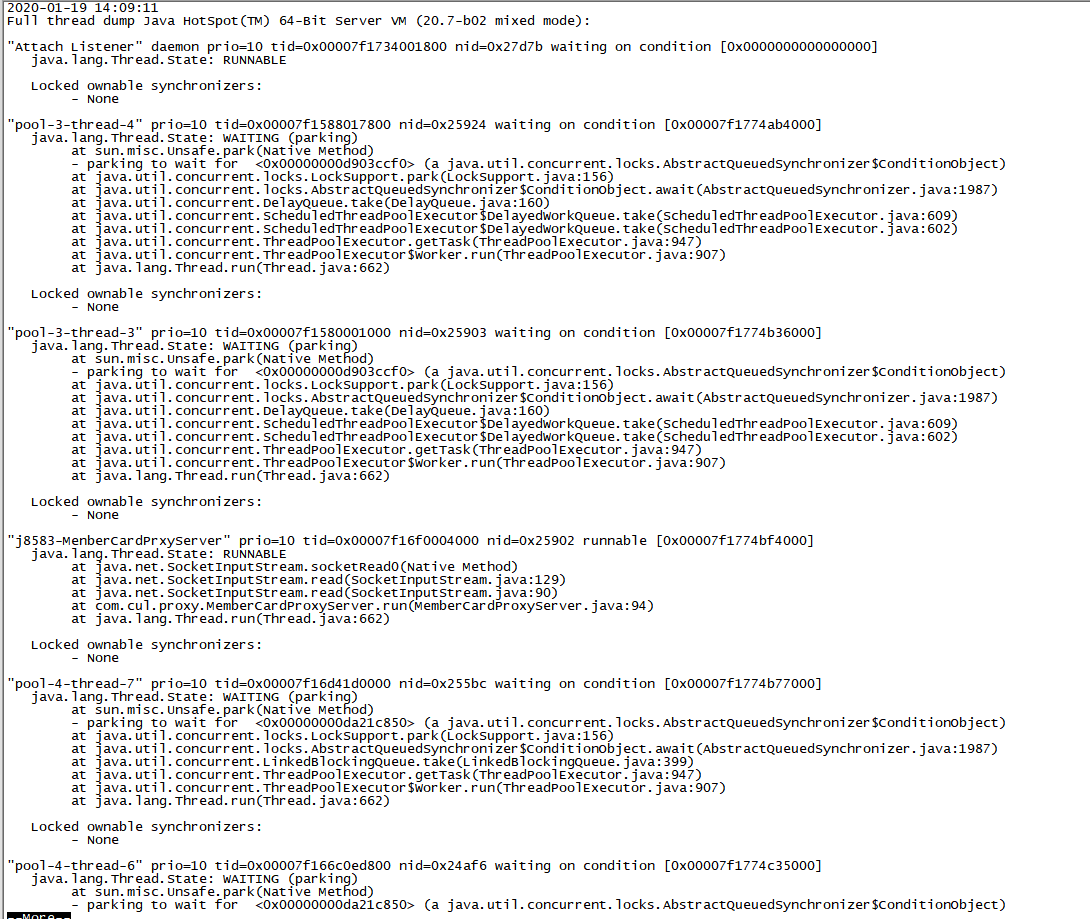 2020-01-19 14:09:11
Full thread dump Java HotSpot(TM) 64-Bit Server VM (20.7-b02 mixed mode):

"Attach Listener" daemon prio=10 tid=0x00007f1734001800 nid=0x27d7b waiting on condition [0x0000000000000000]
   java.lang.Thread.State: RUNNABLE

   Locked ownable synchronizers:
        - None

"pool-3-thread-4" prio=10 tid=0x00007f1588017800 nid=0x25924 waiting on condition [0x00007f1774ab4000]
   java.lang.Thread.State: WAITING (parking)
        at sun.misc.Unsafe.park(Native Method)
        - parking to wait for  <0x00000000d903ccf0> (a java.util.concurrent.locks.AbstractQueuedSynchronizer$ConditionObject)
        at java.util.concurrent.locks.LockSupport.park(LockSupport.java:156)
        at java.util.concurrent.locks.AbstractQueuedSynchronizer$ConditionObject.await(AbstractQueuedSynchronizer.java:1987)
        at java.util.concurrent.DelayQueue.take(DelayQueue.java:160)
        at java.util.concurrent.ScheduledThreadPoolExecutor$DelayedWorkQueue.take(ScheduledThreadPoolExecutor.java:609)
        at java.util.concurrent.ScheduledThreadPoolExecutor$DelayedWorkQueue.take(ScheduledThreadPoolExecutor.java:602)
        at java.util.concurrent.ThreadPoolExecutor.getTask(ThreadPoolExecutor.java:947)
        at java.util.concurrent.ThreadPoolExecutor$Worker.run(ThreadPoolExecutor.java:907)
        at java.lang.Thread.run(Thread.java:662)

   Locked ownable synchronizers:
        - None

"pool-3-thread-3" prio=10 tid=0x00007f1580001000 nid=0x25903 waiting on condition [0x00007f1774b36000]
   java.lang.Thread.State: WAITING (parking)
        at sun.misc.Unsafe.park(Native Method)
        - parking to wait for  <0x00000000d903ccf0> (a java.util.concurrent.locks.AbstractQueuedSynchronizer$ConditionObject)
        at java.util.concurrent.locks.LockSupport.park(LockSupport.java:156)
        at java.util.concurrent.locks.AbstractQueuedSynchronizer$ConditionObject.await(AbstractQueuedSynchronizer.java:1987)
        at java.util.concurrent.DelayQueue.take(DelayQueue.java:160)
        at java.util.concurrent.ScheduledThreadPoolExecutor$DelayedWorkQueue.take(ScheduledThreadPoolExecutor.java:609)
        at java.util.concurrent.ScheduledThreadPoolExecutor$DelayedWorkQueue.take(ScheduledThreadPoolExecutor.java:602)
        at java.util.concurrent.ThreadPoolExecutor.getTask(ThreadPoolExecutor.java:947)
        at java.util.concurrent.ThreadPoolExecutor$Worker.run(ThreadPoolExecutor.java:907)
        at java.lang.Thread.run(Thread.java:662)

   Locked ownable synchronizers:
        - None

"j8583-MenberCardPrxyServer" prio=10 tid=0x00007f16f0004000 nid=0x25902 runnable [0x00007f1774bf4000]
   java.lang.Thread.State: RUNNABLE
        at java.net.SocketInputStream.socketRead0(Native Method)
        at java.net.SocketInputStream.read(SocketInputStream.java:129)
        at java.net.SocketInputStream.read(SocketInputStream.java:90)
        at com.cul.proxy.MemberCardProxyServer.run(MemberCardProxyServer.java:94)
        at java.lang.Thread.run(Thread.java:662)

   Locked ownable synchronizers:
        - None

"pool-4-thread-7" prio=10 tid=0x00007f16d41d0000 nid=0x255bc waiting on condition [0x00007f1774b77000]
   java.lang.Thread.State: WAITING (parking)
        at sun.misc.Unsafe.park(Native Method)
        - parking to wait for  <0x00000000da21c850> (a java.util.concurrent.locks.AbstractQueuedSynchronizer$ConditionObject)
        at java.util.concurrent.locks.LockSupport.park(LockSupport.java:156)
        at java.util.concurrent.locks.AbstractQueuedSynchronizer$ConditionObject.await(AbstractQueuedSynchronizer.java:1987)
        at java.util.concurrent.LinkedBlockingQueue.take(LinkedBlockingQueue.java:399)
        at java.util.concurrent.ThreadPoolExecutor.getTask(ThreadPoolExecutor.java:947)
        at java.util.concurrent.ThreadPoolExecutor$Worker.run(ThreadPoolExecutor.java:907)
        at java.lang.Thread.run(Thread.java:662)

   Locked ownable synchronizers:
        - None

"pool-4-thread-6" prio=10 tid=0x00007f166c0ed800 nid=0x24af6 waiting on condition [0x00007f1774c35000]
   java.lang.Thread.State: WAITING (parking)
        at sun.misc.Unsafe.park(Native Method)
        - parking to wait for  <0x00000000da21c850> (a java.util.concurrent.locks.AbstractQueuedSynchronizer$ConditionObject)
--More--